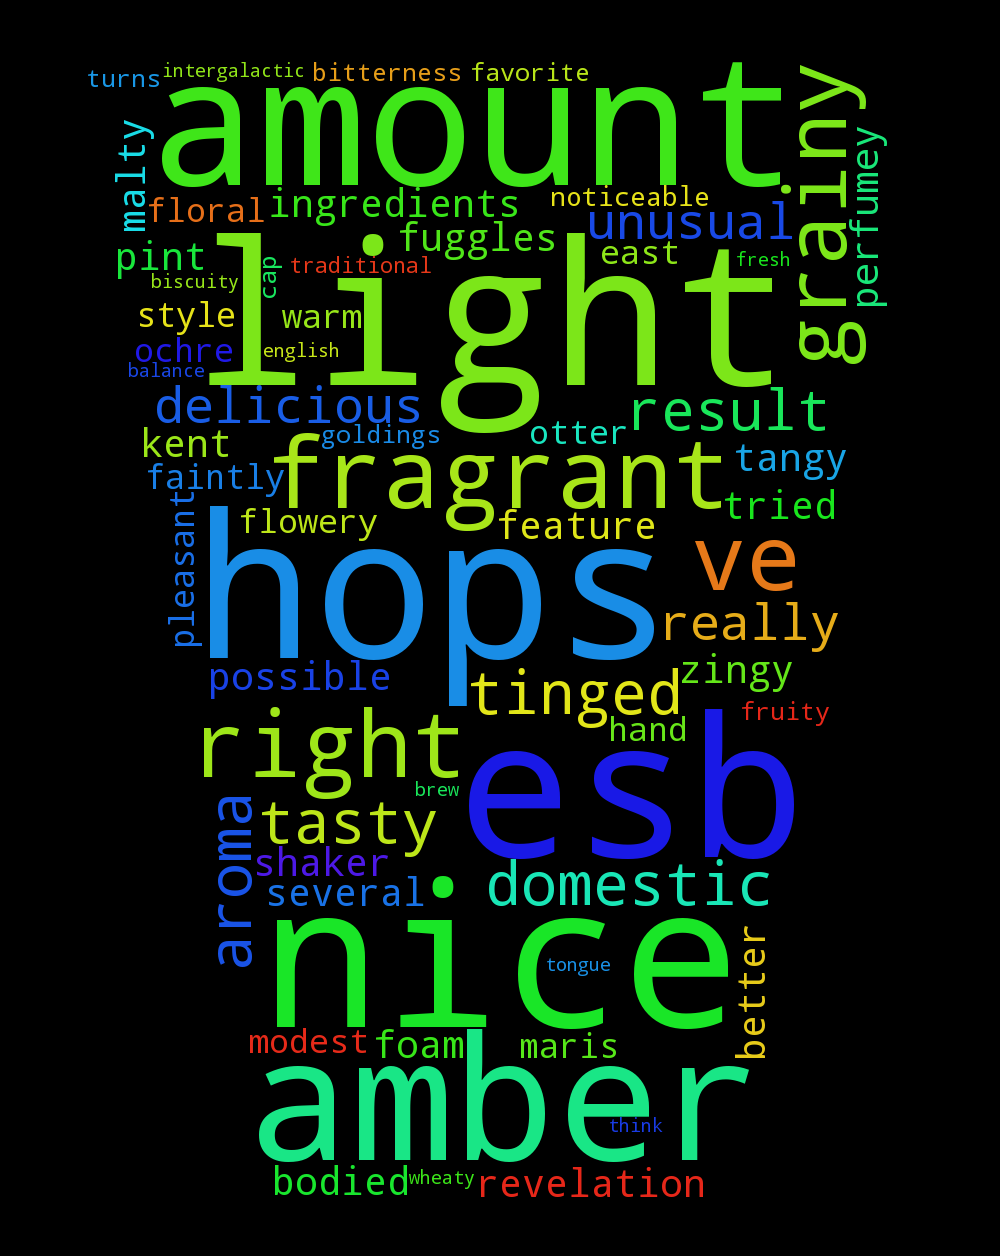 turns intergalactic bitterness favorite
amount
grainy
malty
perfumey
floral ingredients noticeable
unusual
fuggles
pint
east
fresh
cap
traditional
biscuity
light
style
warm
ochre
english
balance
delicious
result
goldings
otter
kent
fragrant
tangy
faintly
tried
flowery
feature
pleasant
hops
ve
really
possible
zingy
tinged
fruity
hand
right
esb
brew
aroma
tasty
shaker
several
domestic
nice
tongue
better
modest
foam
maris
amber
think
bodied
wheaty
revelation